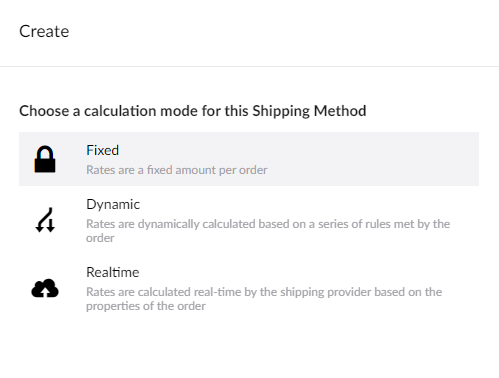 Create
Choose a calculation mode for this Shipping Method
Fixed
Rates are a fixed amount per order
Dynamic
Rates are dynamically calculated based on a series of rules met by the
order
Realtime
Rates are calculated real-time by the shipping provider based on the
properties of the order